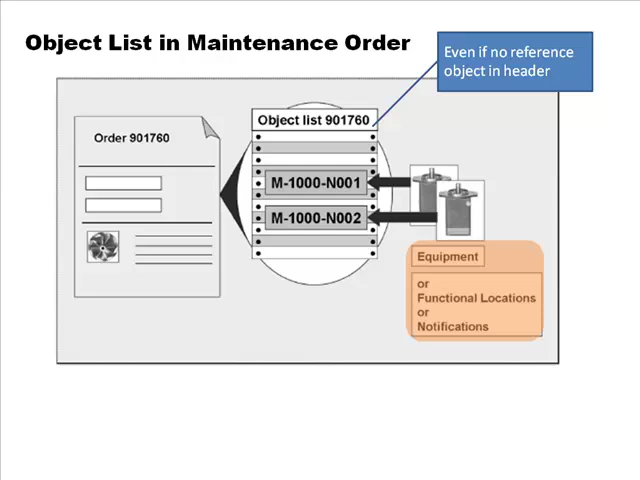 Object List in Maintenance Order
Even if no reference
object in header
Object list 901760
Order 901760
M-1000-N001
M-1000-N002
Equipment
or
Functional Locations
or
Notifications